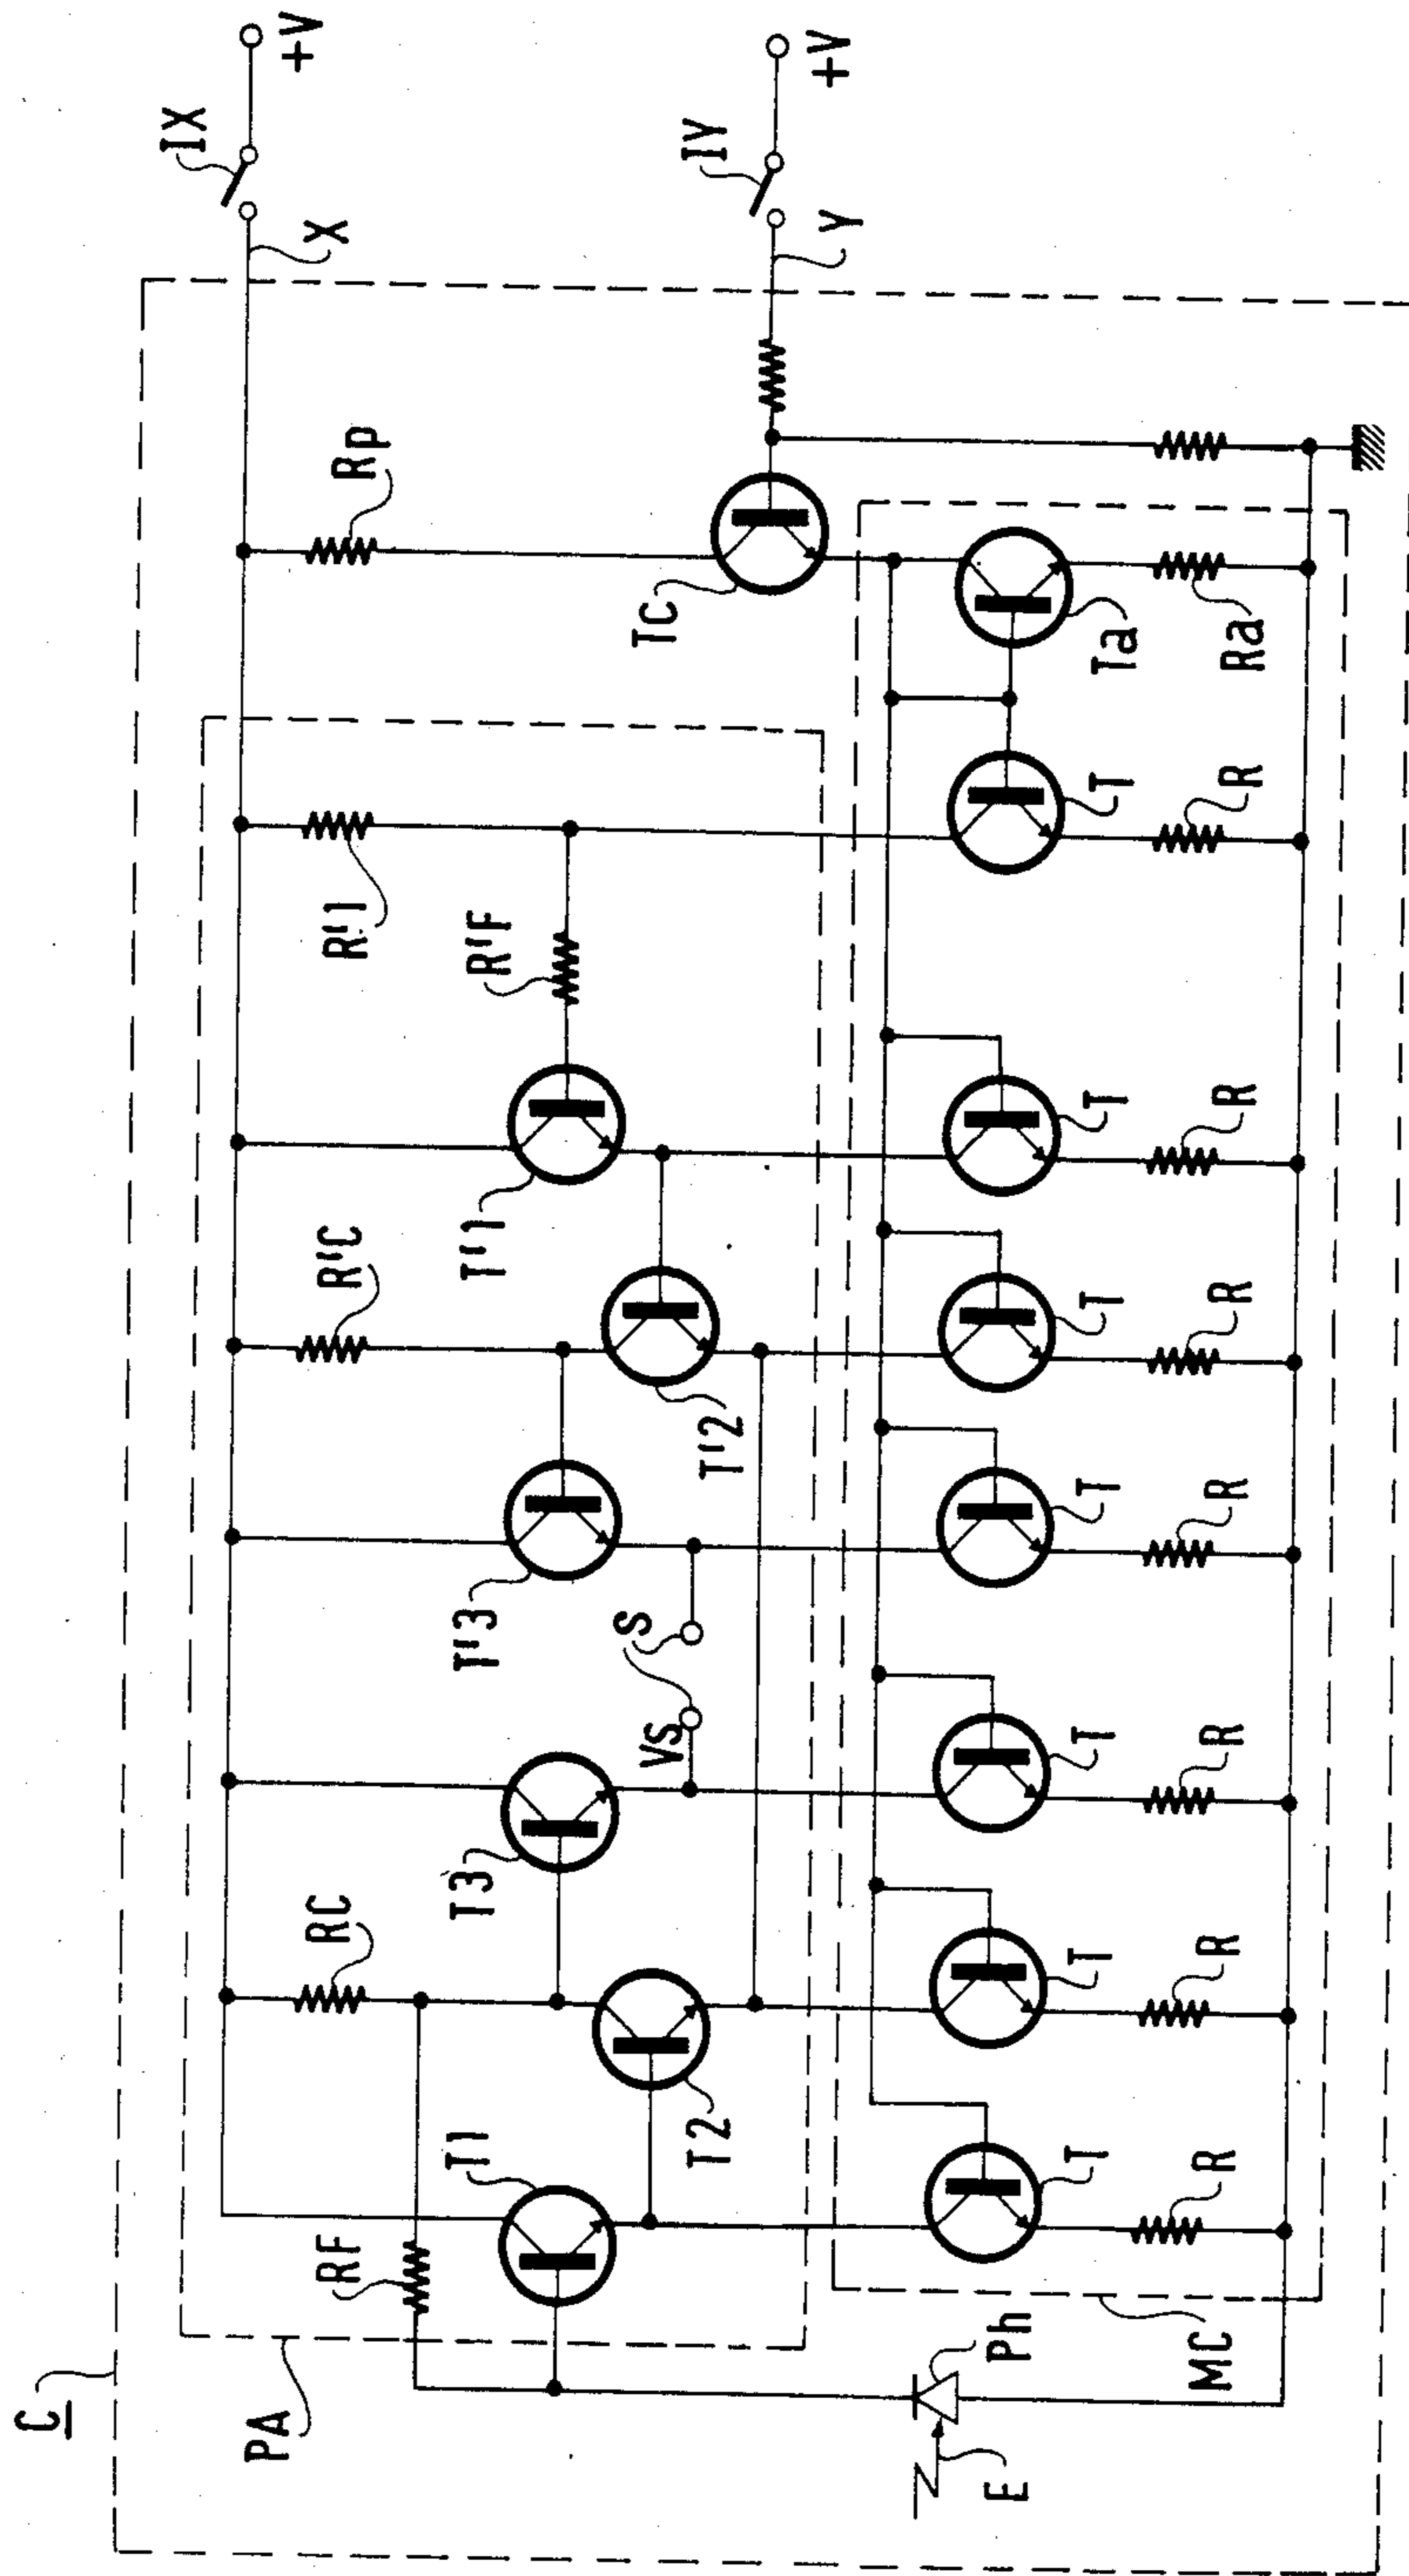 C
PA
RF
T1
RC
T2
T3
VS
S
T'3
R'C
T'2
T'1
R'F
R'1
Rp
TC
X
IX
+V
Y
IY
+V
E
Ph
MC
T
T
T
T
T
T
T
Ta
R
R
R
R
R
R
R
Ra